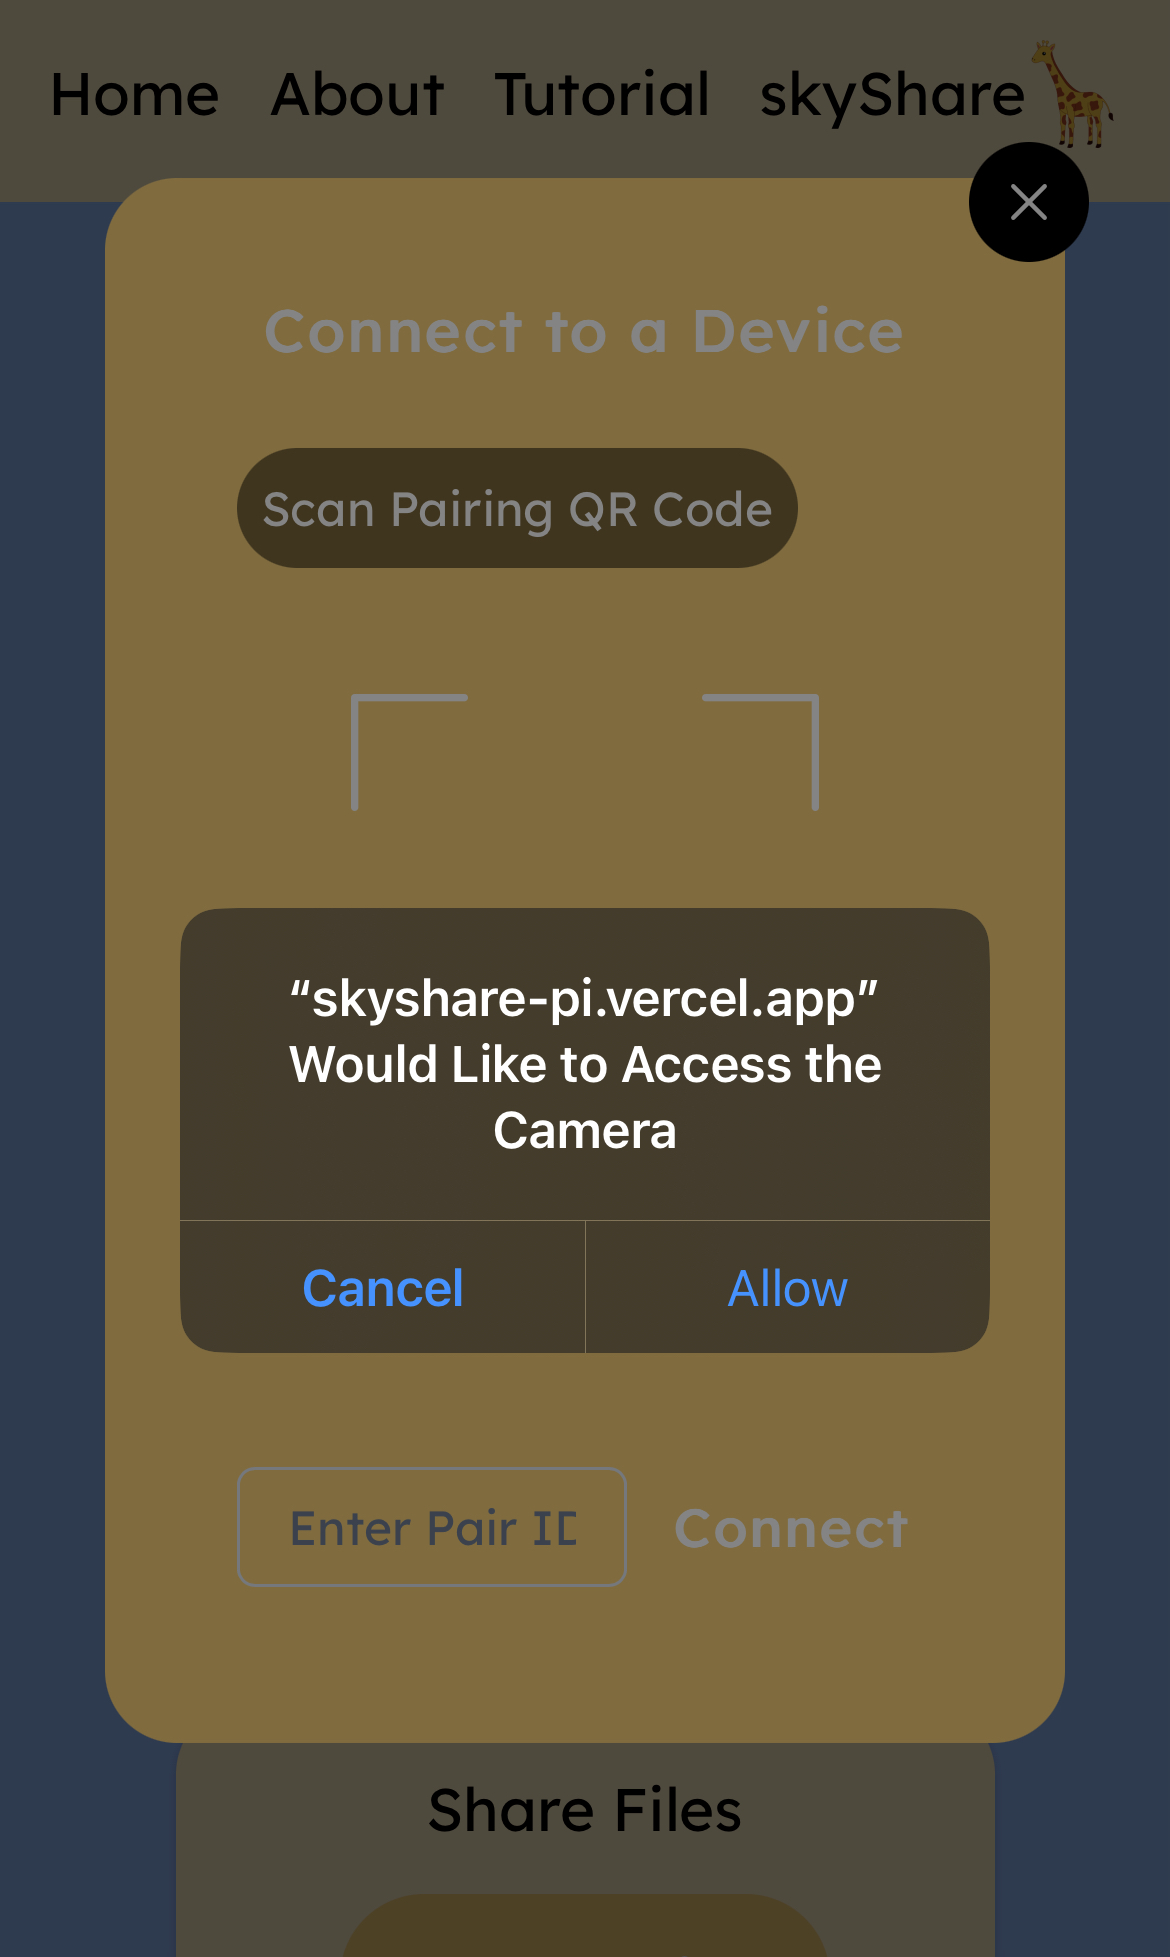 Home About Tutorial skyShare
Connect to a Device
Scan Pairing QR Code
“skyshare-pi.vercel.app”
Would Like to Access the
Camera
Cancel Allow
Enter Pair ID Connect
Share Files